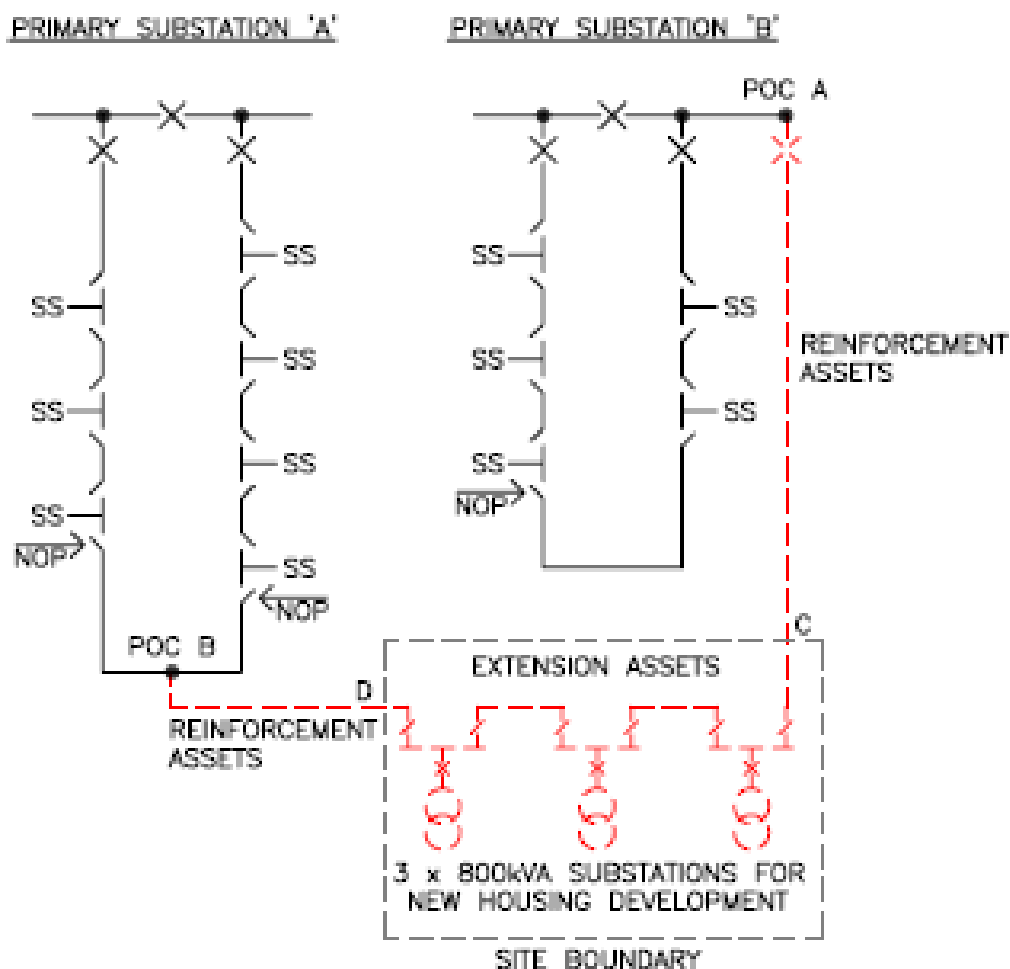 PRIMARY SUBSTATION 'A'
PRIMARY SUBSTATION 'B'
POC A
SS
SS
SS
SS
SS
SS
SS
NOP
NOP
POC B
SS
SS
SS
SS
SS
NOP
REINFORCEMENT
ASSETS
C
D
REINFORCEMENT
ASSETS
EXTENSION ASSETS
3 x 800kVA SUBSTATIONS FOR
NEW HOUSING DEVELOPMENT
SITE BOUNDARY